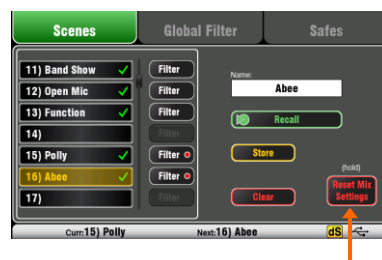 Scenes Global Filter Safes
11) Band Show Filter
Name:
12) Open Mic Filter Abee
13) Function Filter Recall
14) Filter
15) Polly Filter Store
(hold)
16) Abee Filter Reset Mix
17) Filter Clear Settings
Curr:15) Polly Next:16) Abee dS